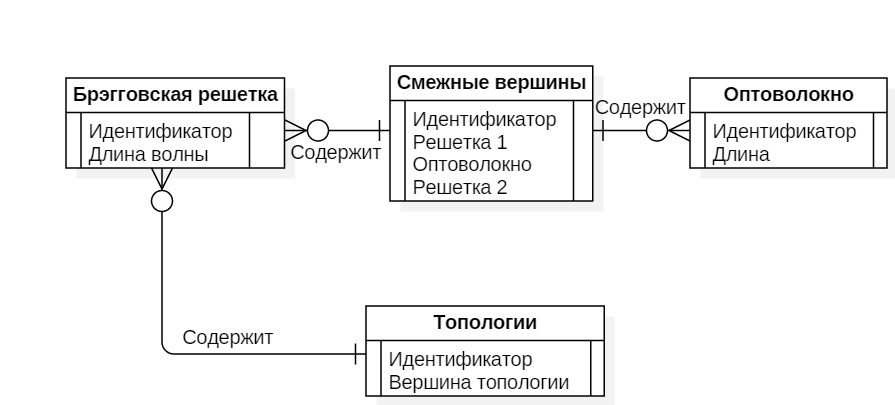 Брэгговская решетка
Идентификатор
Длина волны
Содержит
Смежные вершины
Идентификатор
Решетка 1
Оптоволокно
Решетка 2
Содержит
Оптоволокно
Идентификатор
Длина
Содержит
Топологии
Идентификатор
Вершина топологии